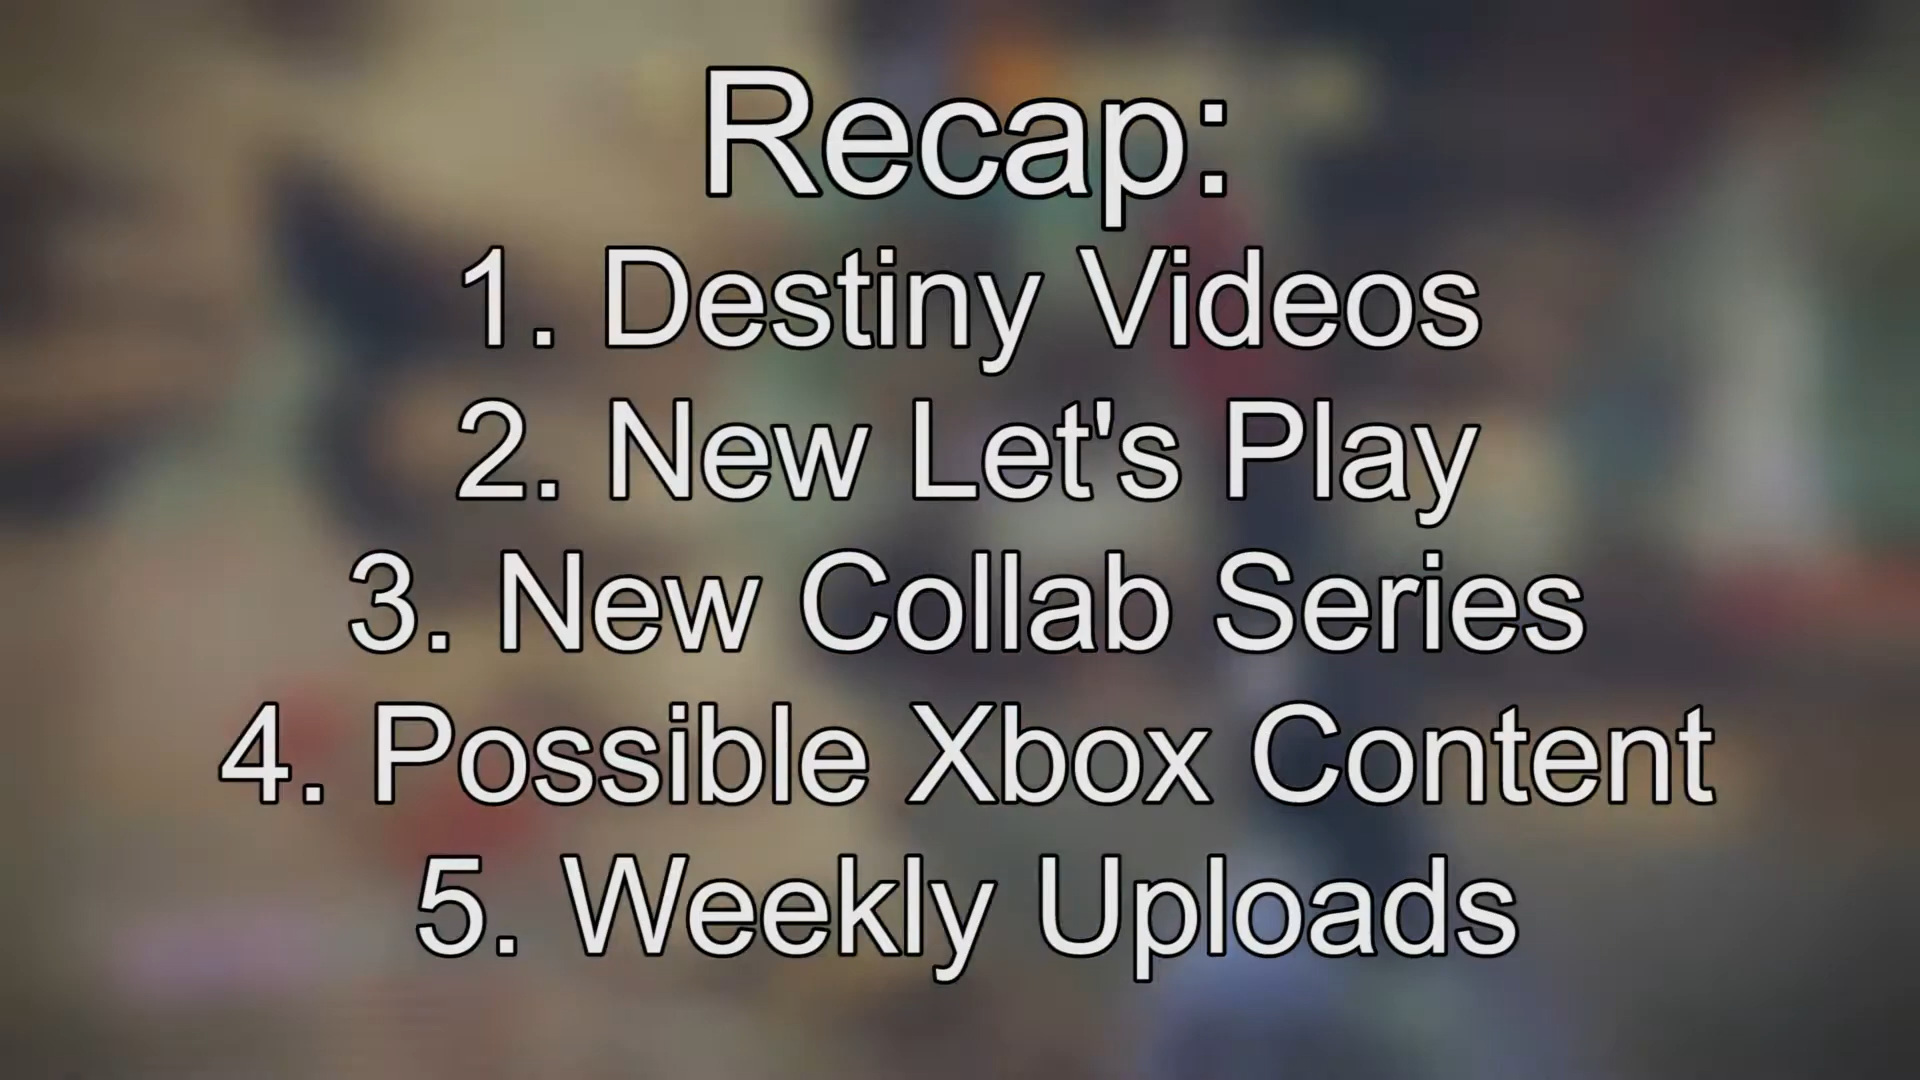 Recap:
1. Destiny Videos
2. New Let's Play
3. New Collab Series
4. Possible Xbox Content
5. Weekly Uploads